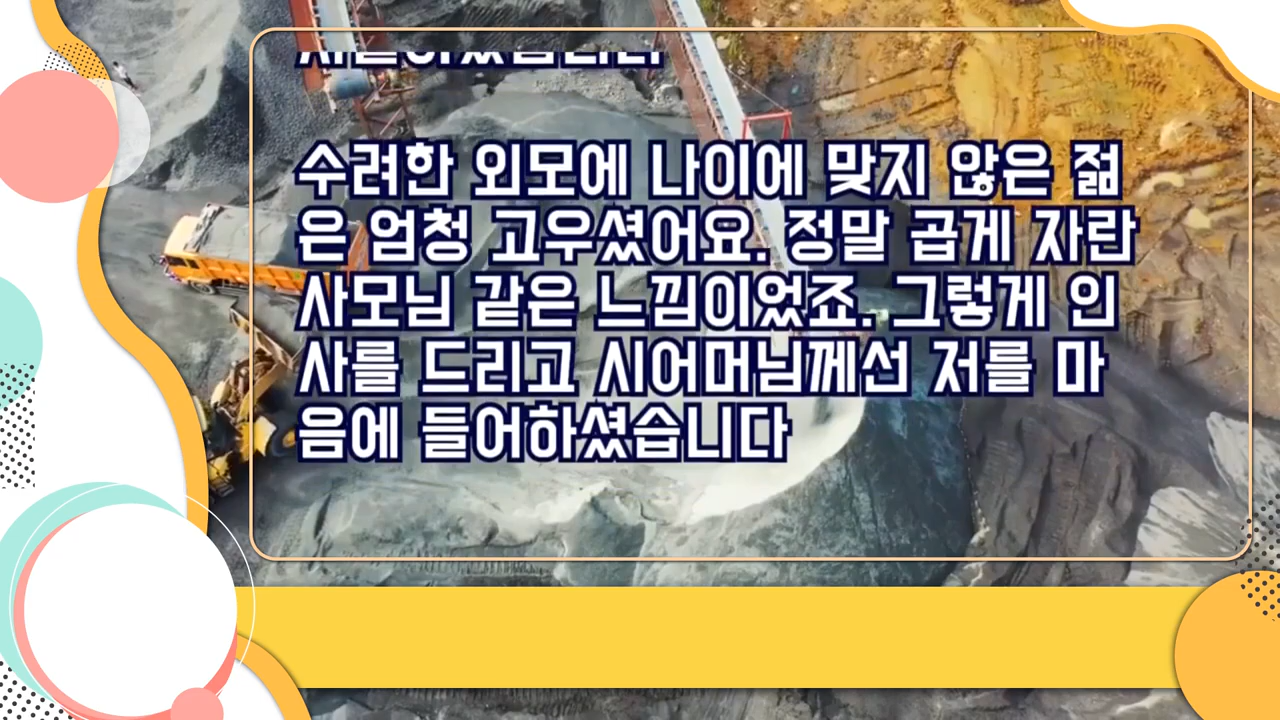 수려한 외모에 나이에 맞지 않은 젊
은 엄청 고우셨어요. 정말 곱게 자란
사모님 같은 느낌이었죠. 그렇게 인
사를 드리고 시어머님께선 저를 마
음에 들어하셨습니다